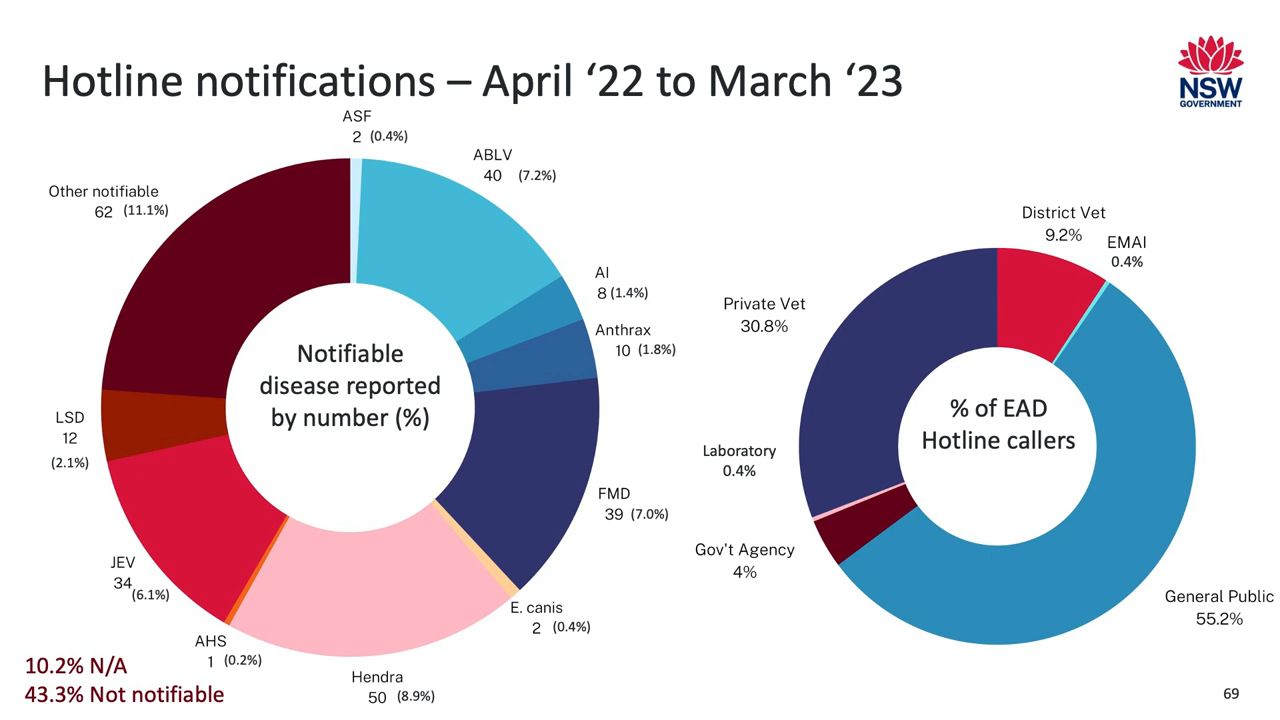 Hotline notifications – April ‘22 to March ‘23
NSW
GOVERNMENT
ASF
2 (0.4%)
ABLV
40 (7.2%)
AI
8 (1.4%)
Anthrax
10 (1.8%)
FMD
39 (7.0%)
E. canis
2 (0.4%)
Hendra
50 (8.9%)
AHS
1 (0.2%)
JEV
34 (6.1%)
LSD
12
(2.1%)
Other notifiable
62 (11.1%)
Notifiable
disease reported
by number (%)
10.2% N/A
43.3% Not notifiable
District Vet
9.2%
EMAI
0.4%
General Public
55.2%
Gov't Agency
4%
Laboratory
0.4%
Private Vet
30.8%
% of EAD
Hotline callers
69